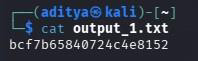 ┌──(aditya㉿kali)-[~]
└─$ cat output_1.txt
bcf7b65840724c4e8152